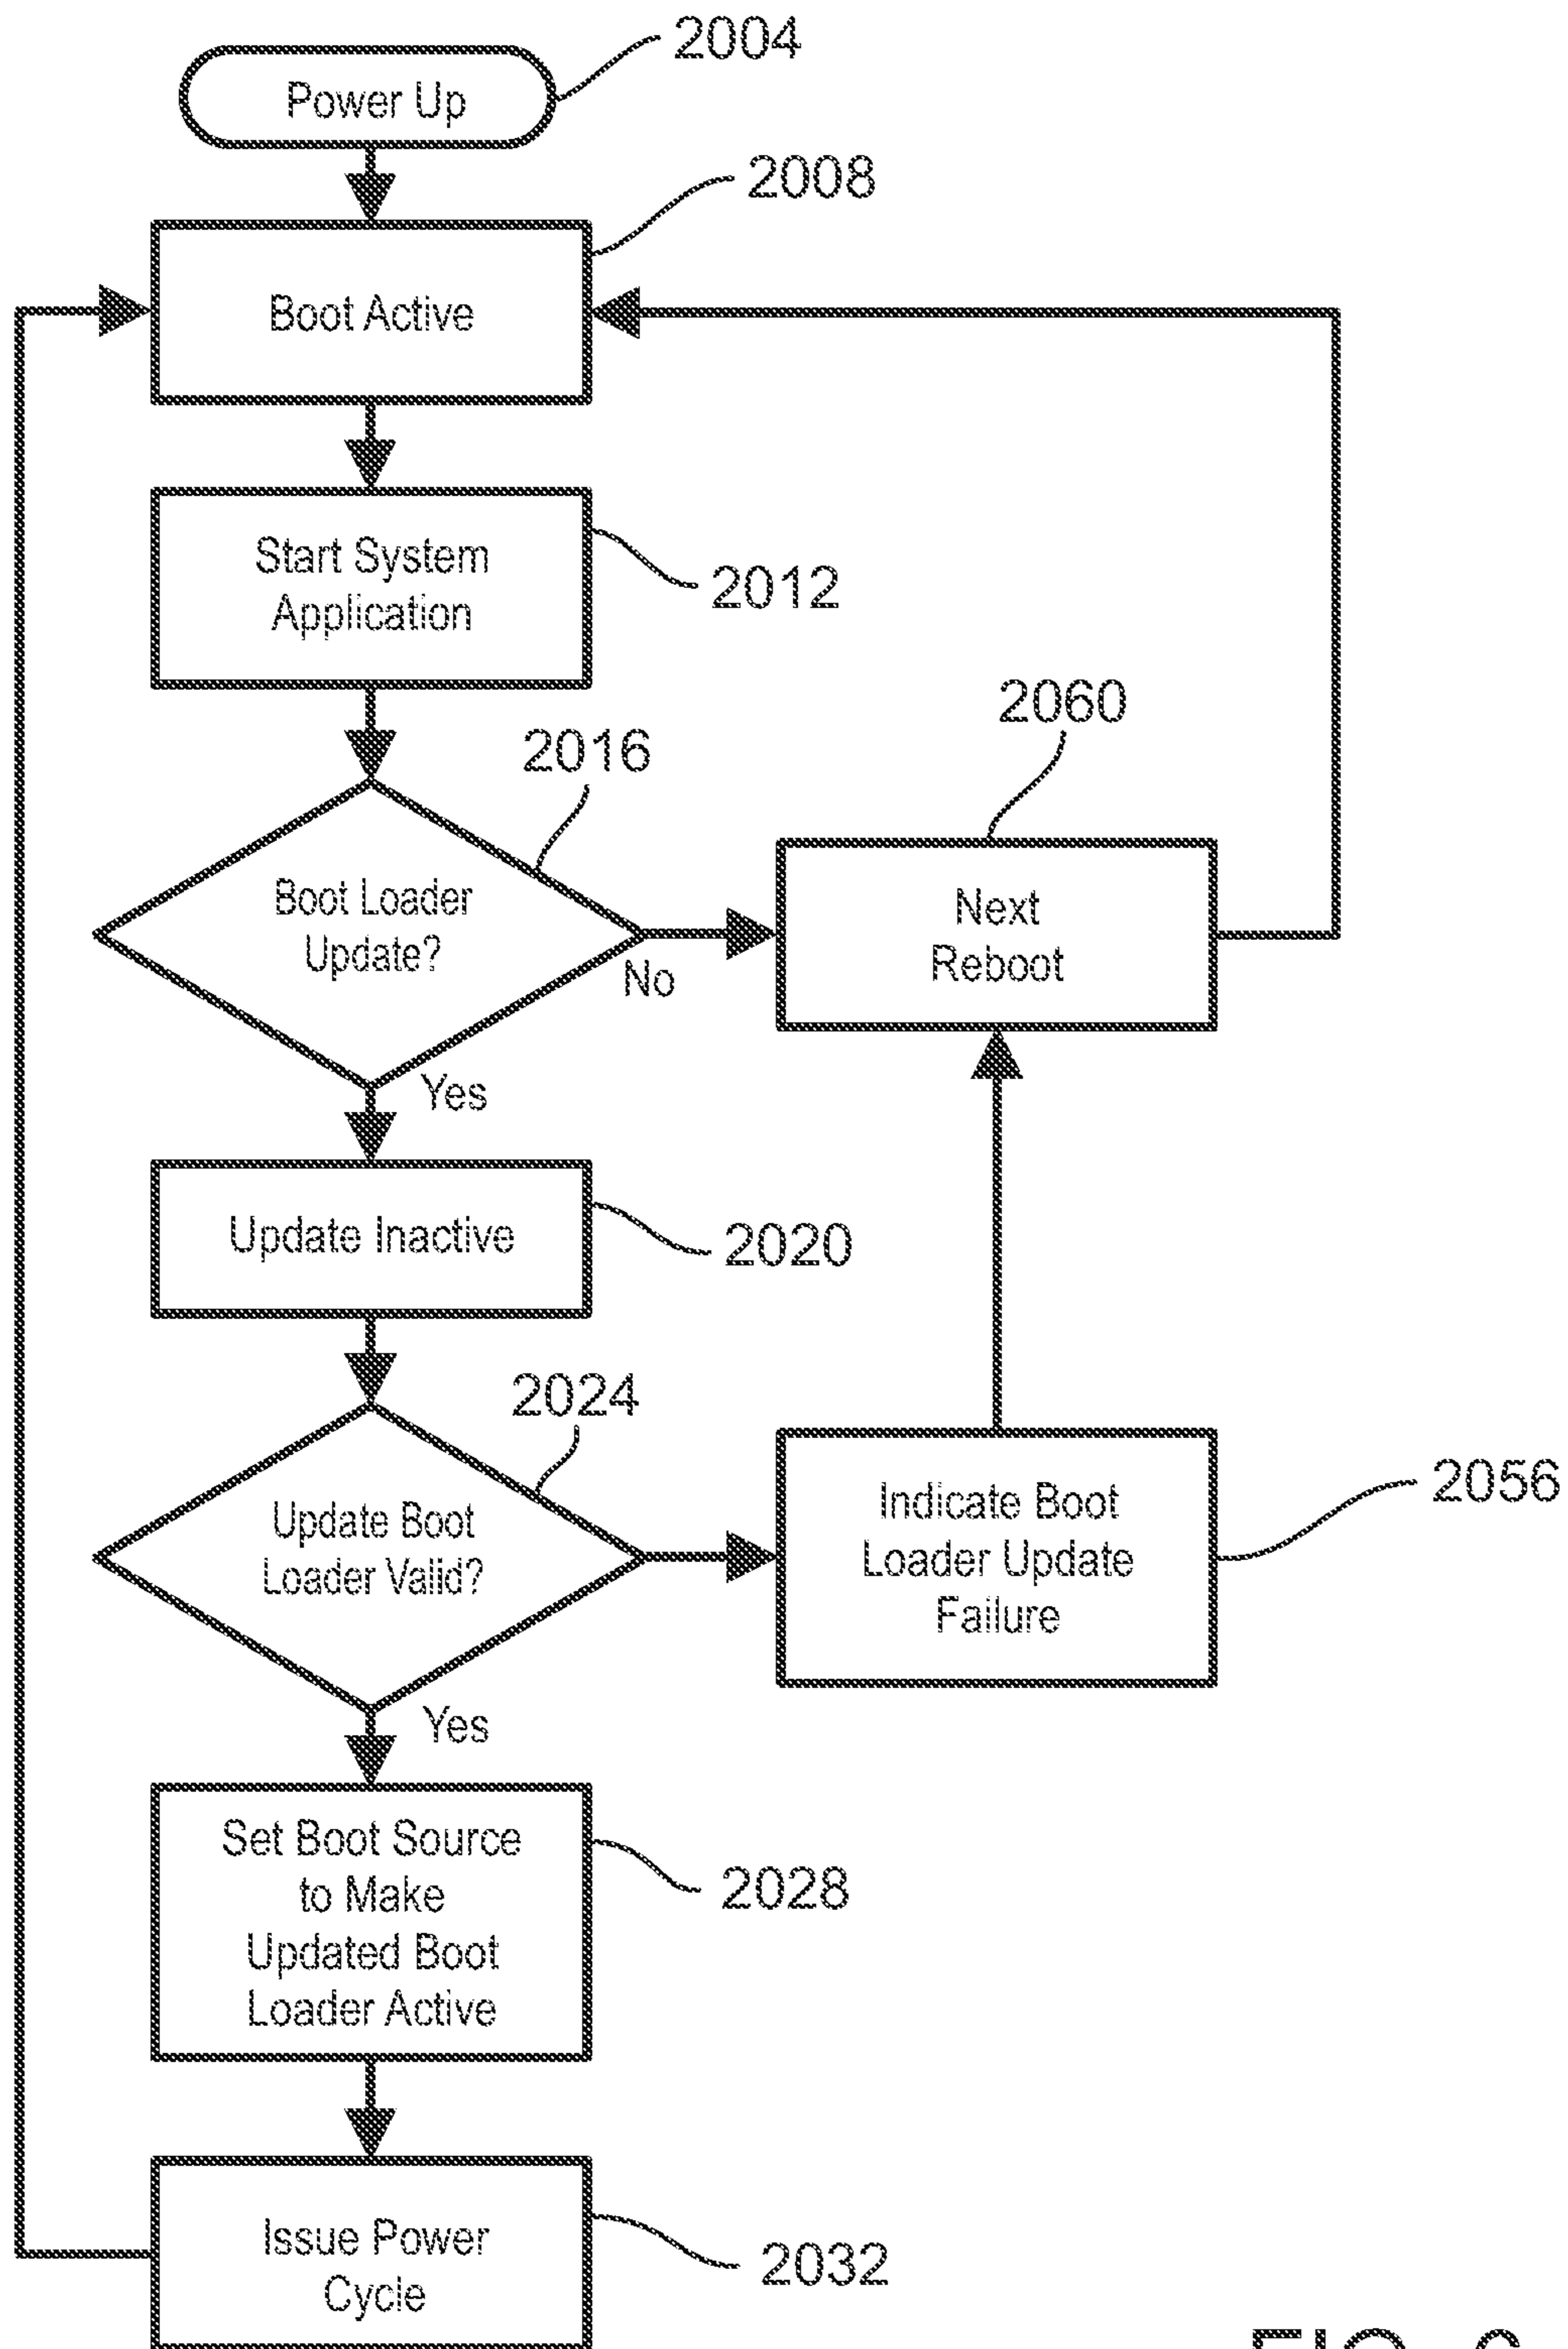 2004
Power Up
2008
Boot Active
Start System
Application
2012
2060
2016
Boot Loader
Update?
No
Next
Reboot
Yes
Update Inactive
2020
2024
Update Boot
Loader Valid?
Indicate Boot
Loader Update
Failure
2056
Yes
Set Boot Source
to Make
Updated Boot
Loader Active
2028
Issue Power
Cycle
2032